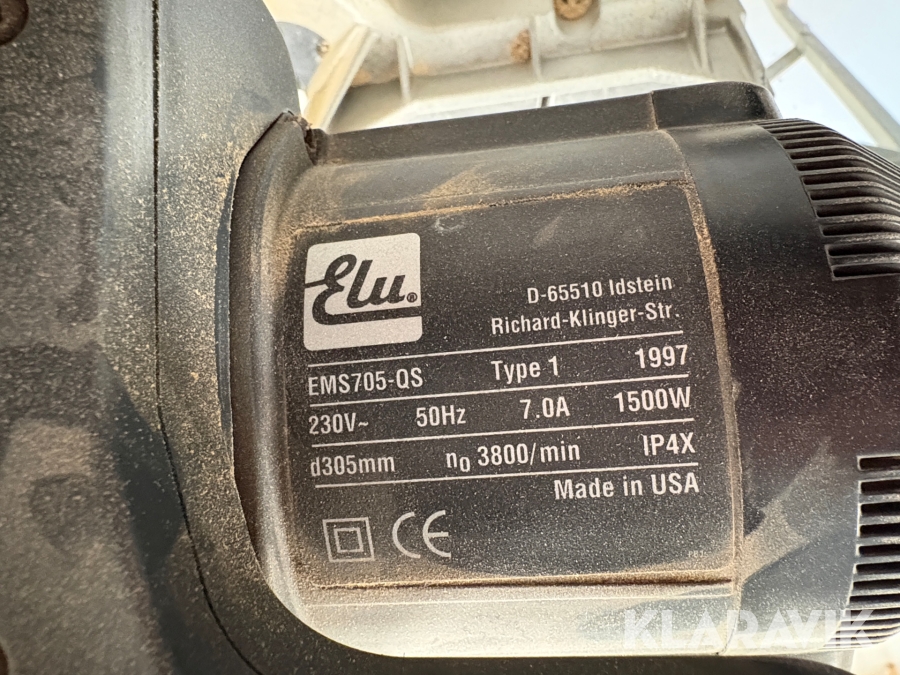 Elu®
D-65510 Idstein
Richard-Klinger-Str.
EMS705-QS Type 1 1997
230V~ 50Hz 7.0A 1500W
d305mm n₀ 3800/min IP4X
Made in USA
CE
KLARAVIK